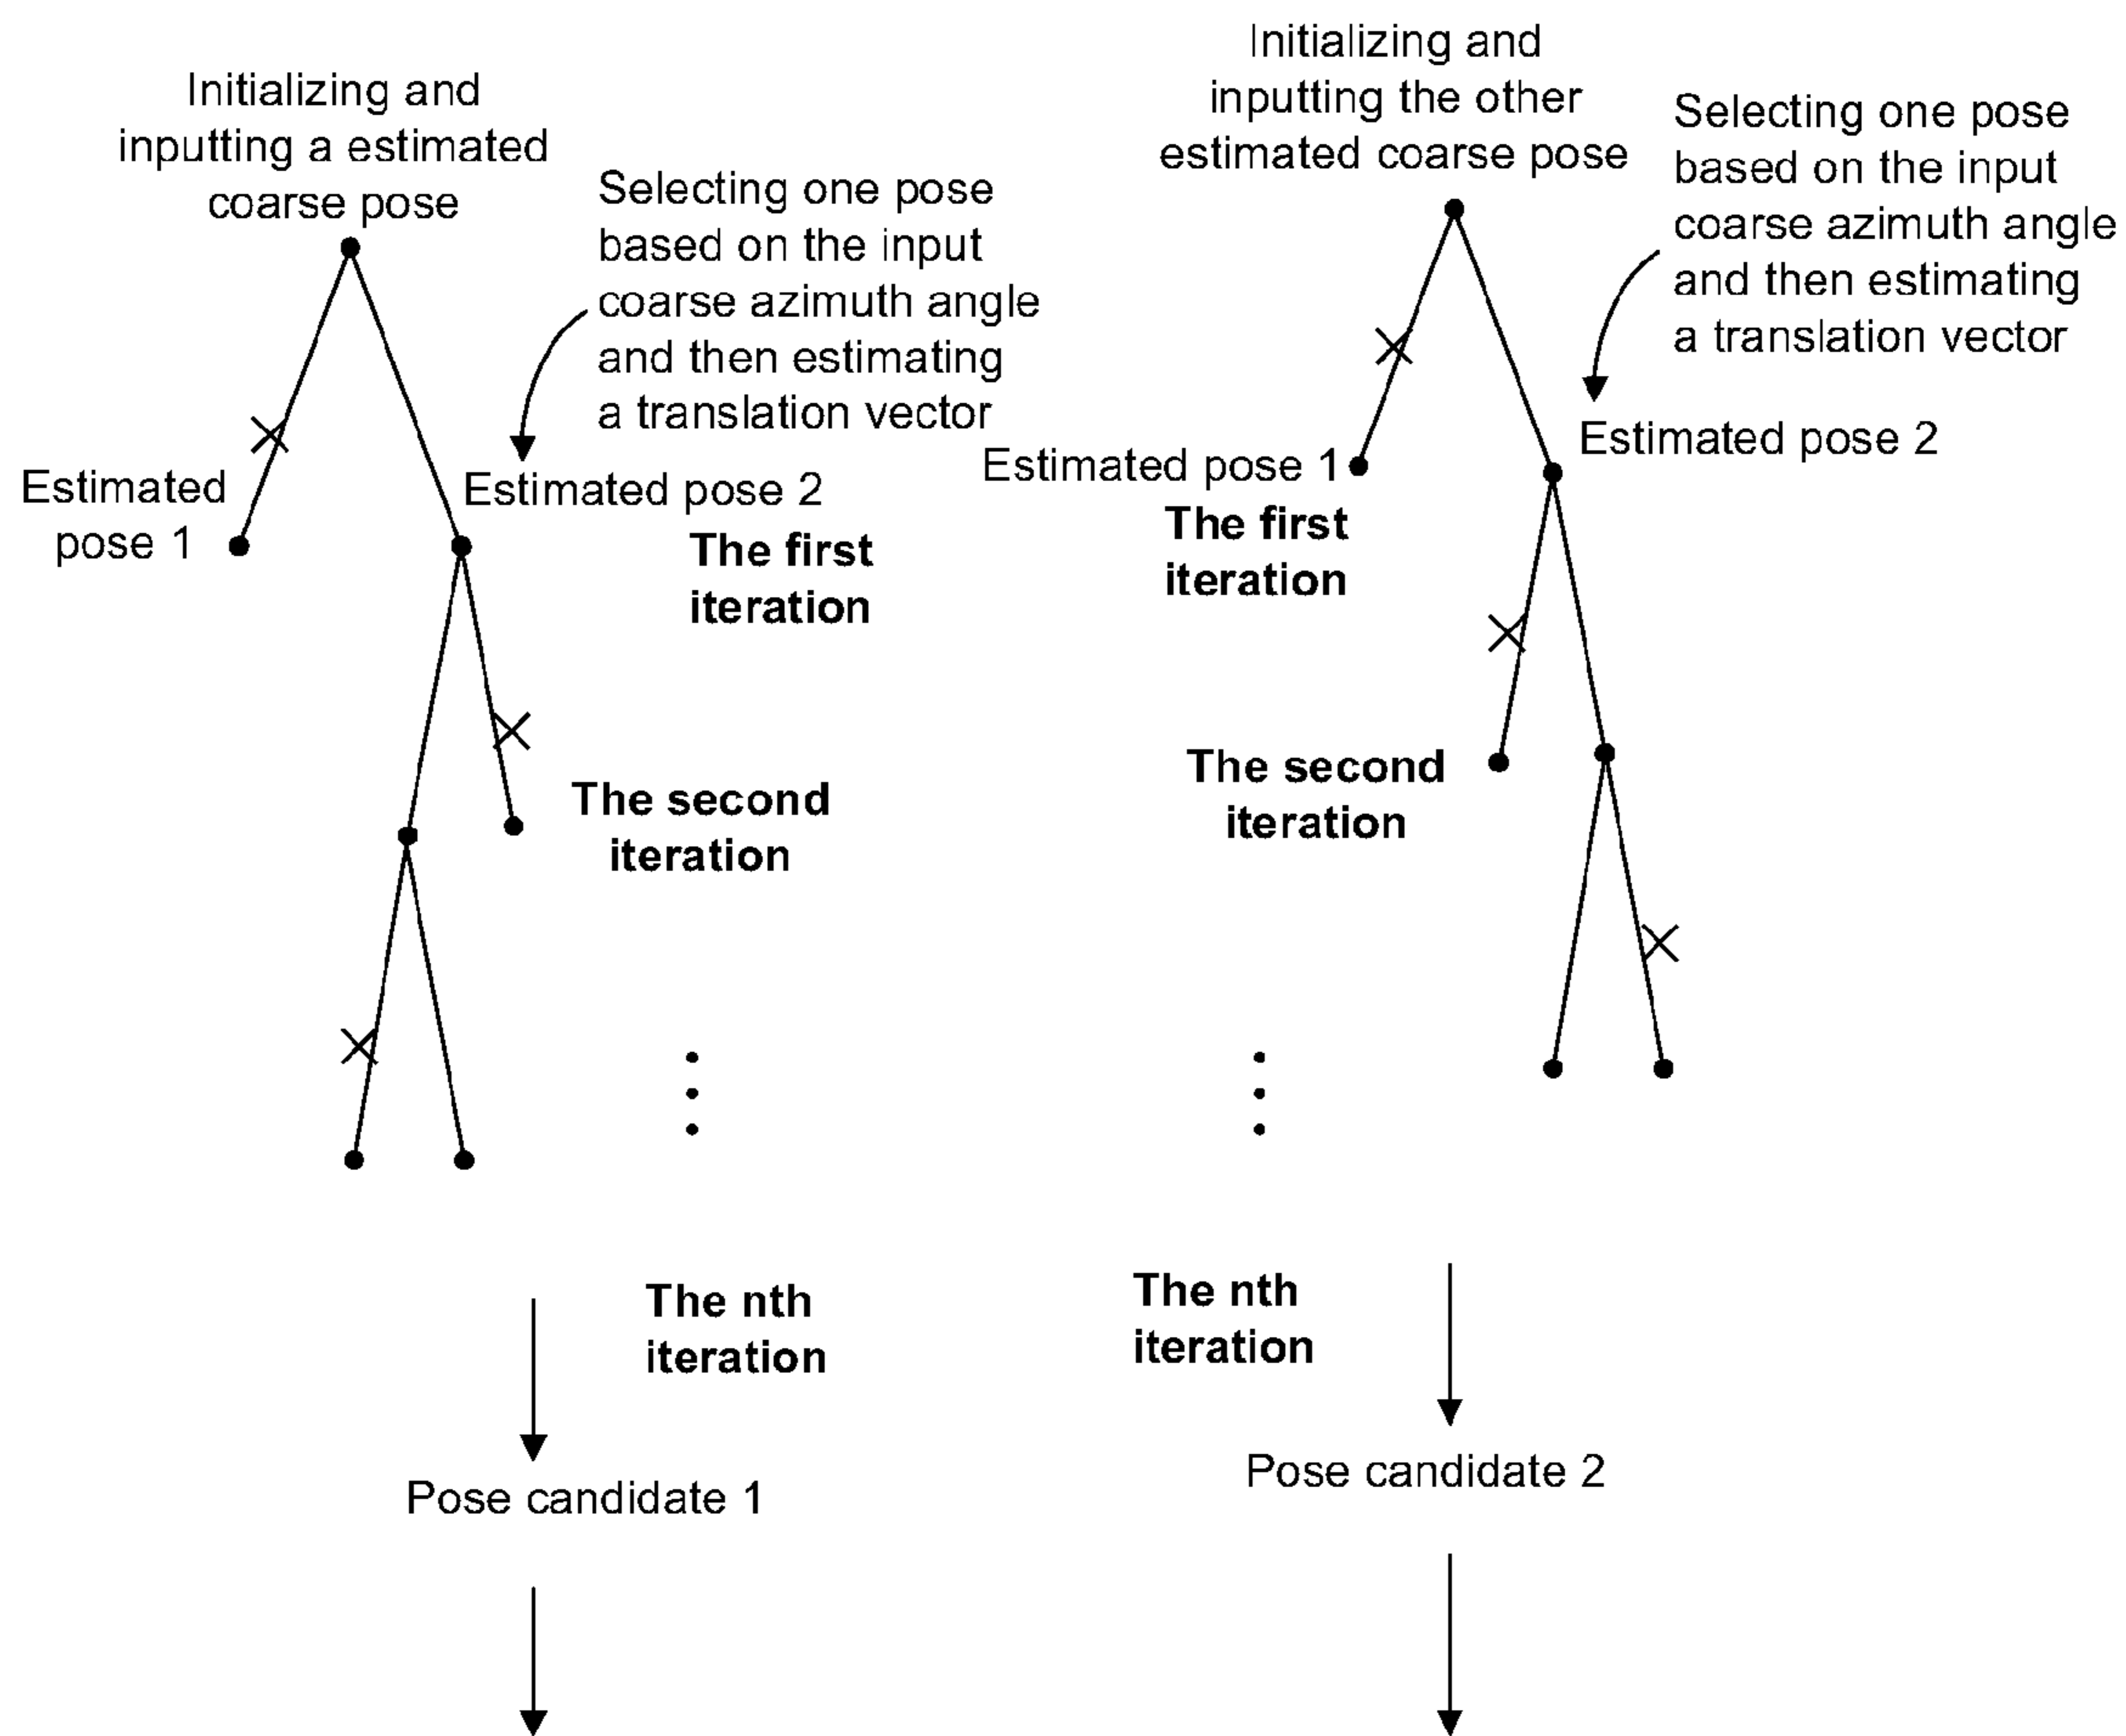 Initializing and
inputting a estimated
coarse pose
Selecting one pose
based on the input
coarse azimuth angle
and then estimating
a translation vector
Estimated
pose 1
Estimated pose 2
The first
iteration
The second
iteration
The nth
iteration
Pose candidate 1
Initializing and
inputting the other
estimated coarse pose
Selecting one pose
based on the input
coarse azimuth angle
and then estimating
a translation vector
Estimated pose 1
Estimated pose 2
The first
iteration
The second
iteration
The nth
iteration
Pose candidate 2